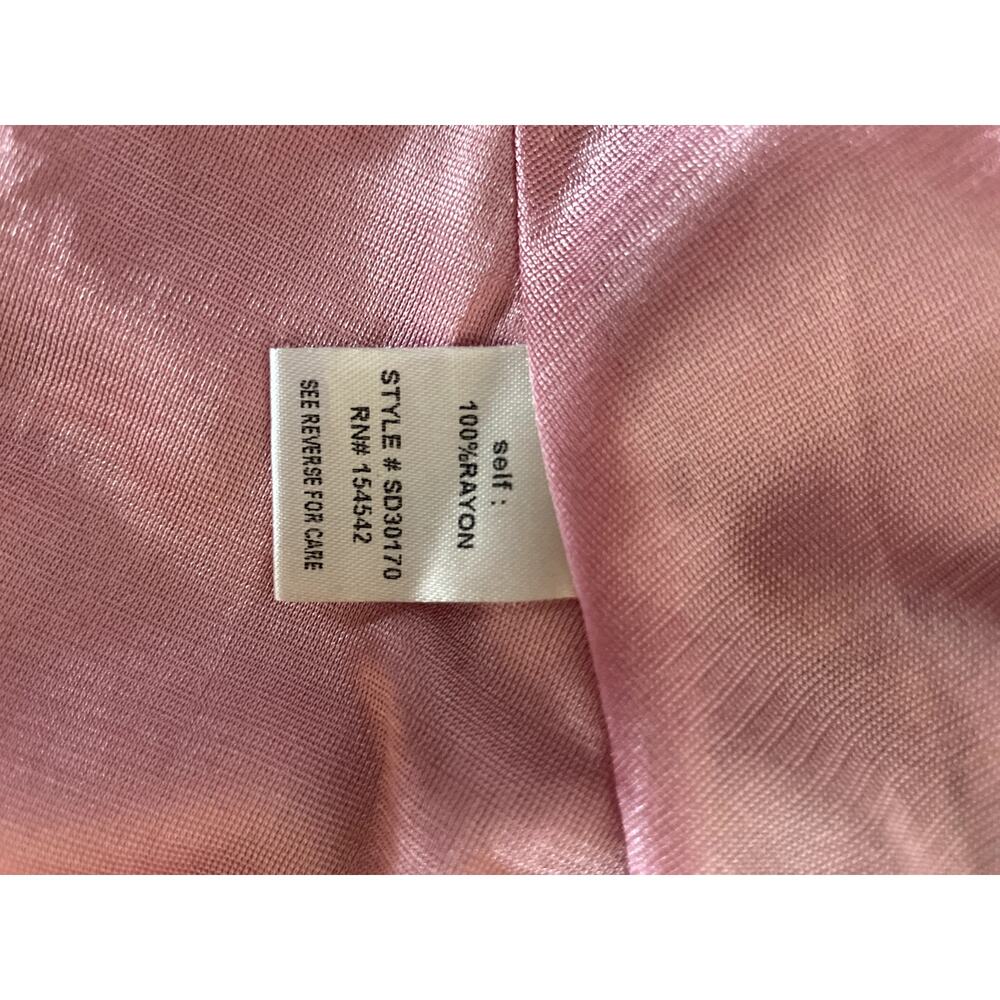 self :
100%RAYON
STYLE # SD30170
RN# 154542
SEE REVERSE FOR CARE